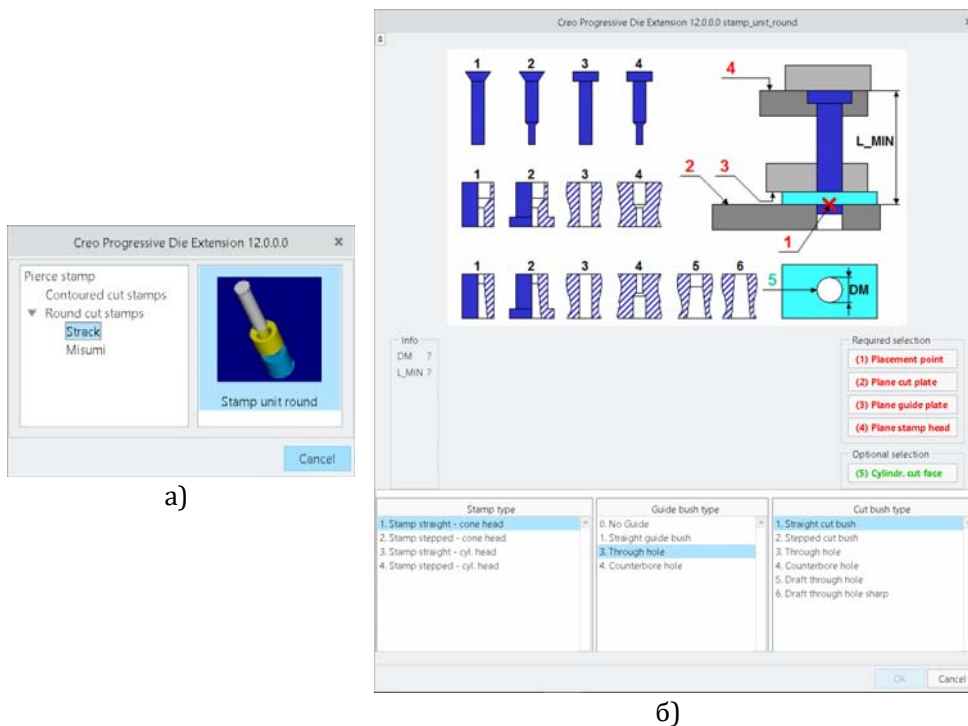 Creo Progressive Die Extension 12.0.0.0 x
Pierce stamp
Contoured cut stamps
Round cut stamps
Strack
Misumi
Stamp unit round
Cancel
а)
Creo Progressive Die Extension 12.0.0.0 stamp_unit_round
1 2 3 4
4
L_MIN
2 3
1
1 2 3 4
1 2 3 4 5 6
5
DM
Info
DM ?
L_MIN ?
Required selection
(1) Placement point
(2) Plane cut plate
(3) Plane guide plate
(4) Plane stamp head
Optional selection
(5) Cylindr. cut face
Stamp type
1. Stamp straight - cone head
2. Stamp stepped - cone head
3. Stamp straight - cyl. head
4. Stamp stepped - cyl. head
Guide bush type
0. No Guide
1. Straight guide bush
3. Through hole
4. Counterbore hole
Cut bush type
1. Straight cut bush
2. Stepped cut bush
3. Through hole
4. Counterbore hole
5. Draft through hole
6. Draft through hole sharp
OK Cancel
б)